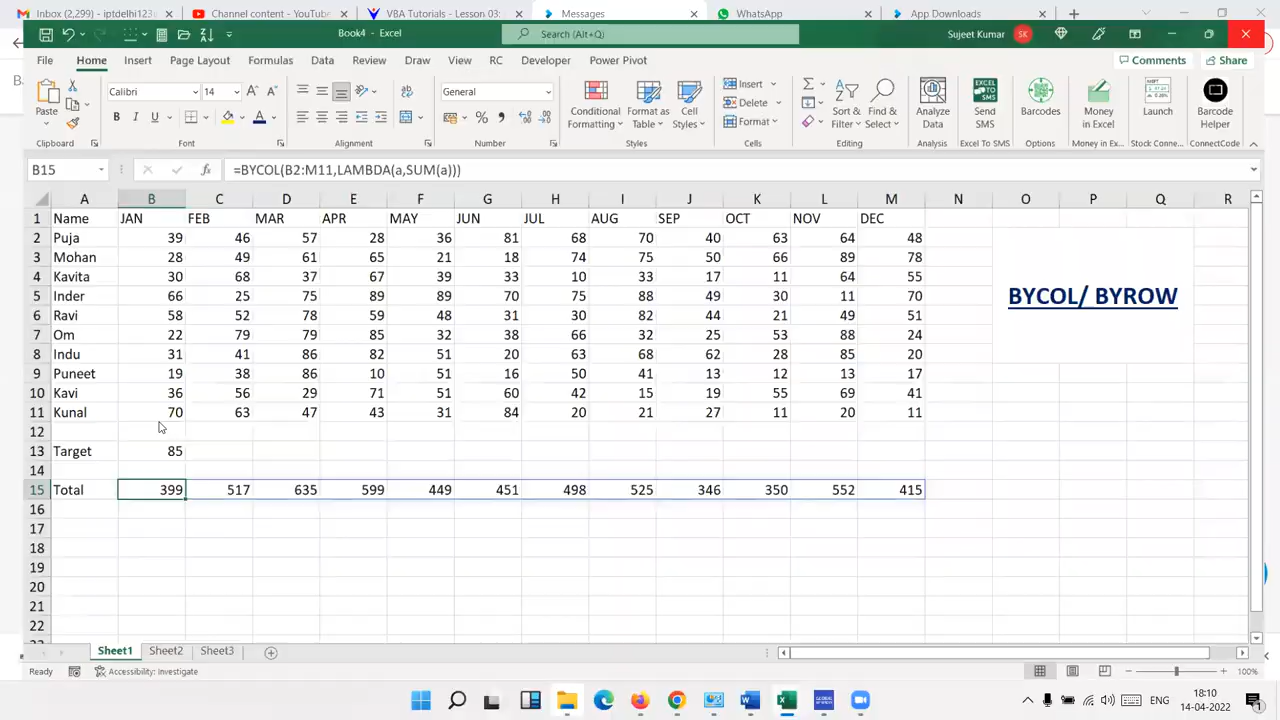 Inbox (2,299) - iptdelhi123
Channel content - YouTube
VBA Tutorials - Lesson 03:
Messages
WhatsApp
App Downloads
Book4 - Excel
Search (Alt+Q)
Sujeet Kumar
SK
File Home Insert Page Layout Formulas Data Review View RC Developer Power Pivot
Comments
Share
Paste
Calibri 14
B I U
General
Conditional Formatting
Format as Table
Cell Styles
Insert
Delete
Format
Sort & Filter
Find & Select
Analyze Data
Send SMS
Barcodes
Money in Excel
Launch
Barcode Helper
Clipboard Font Alignment Number Styles Cells Editing Analysis Excel To SMS Barcode Money in Ex... Stock Conne... ConnectCode
B15
fx
=BYCOL(B2:M11,LAMBDA(a,SUM(a)))
A B C D E F G H I J K L M N O P Q R
1 Name JAN FEB MAR APR MAY JUN JUL AUG SEP OCT NOV DEC
2 Puja 39 46 57 28 36 81 68 70 40 63 64 48
3 Mohan 28 49 61 65 21 18 74 75 50 66 89 78
4 Kavita 30 68 37 67 39 33 10 33 17 11 64 55
5 Inder 66 25 75 89 89 70 75 88 49 30 11 70
BYCOL/ BYROW
6 Ravi 58 52 78 59 48 31 30 82 44 21 49 51
7 Om 22 79 79 85 32 38 66 32 25 53 88 24
8 Indu 31 41 86 82 51 20 63 68 62 28 85 20
9 Puneet 19 38 86 10 51 16 50 41 13 12 13 17
10 Kavi 36 56 29 71 51 60 42 15 19 55 69 41
11 Kunal 70 63 47 43 31 84 20 21 27 11 20 11
12
13 Target 85
14
15 Total 399 517 635 599 449 451 498 525 346 350 552 415
16
17
18
19
20
21
22
Sheet1 Sheet2 Sheet3
Ready
Accessibility: Investigate
100%
ENG
18:10
14-04-2022